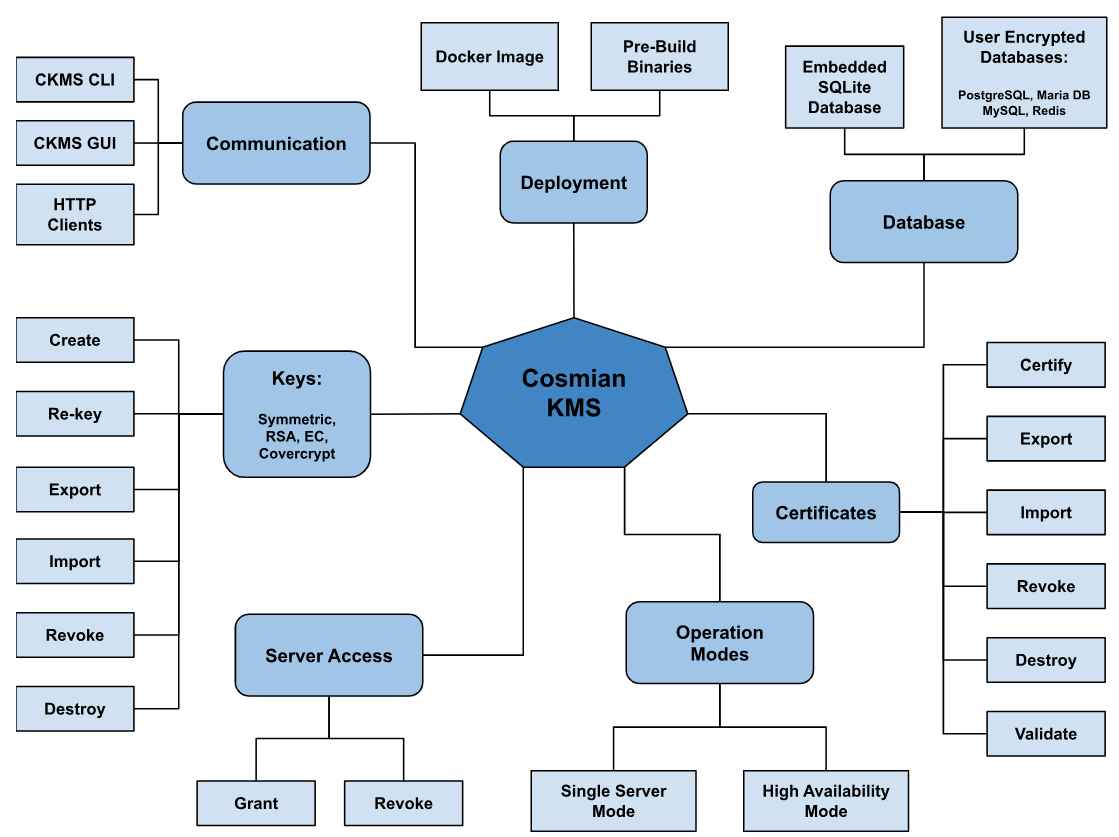 CKMS CLI
CKMS GUI
HTTP
Clients
Communication
Docker Image
Pre-Build
Binaries
Deployment
Embedded
SQLite
Database
User Encrypted
Databases:
PostgreSQL, Maria DB
MySQL, Redis
Database
Cosmian
KMS
Create
Re-key
Export
Import
Revoke
Destroy
Keys:
Symmetric,
RSA, EC,
Covercrypt
Certificates
Certify
Export
Import
Revoke
Destroy
Validate
Server Access
Grant
Revoke
Operation
Modes
Single Server
Mode
High Availability
Mode